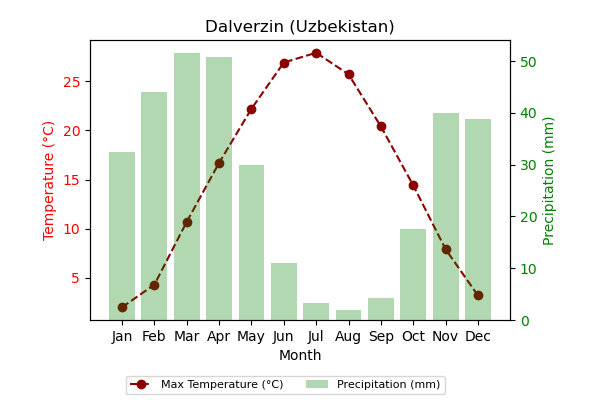 Dalverzin (Uzbekistan)
Temperature (°C)
25
20
15
10
5
50
40
30
20
10
0
Precipitation (mm)
Jan Feb Mar Apr May Jun Jul Aug Sep Oct Nov Dec
Month
Max Temperature (°C) Precipitation (mm)